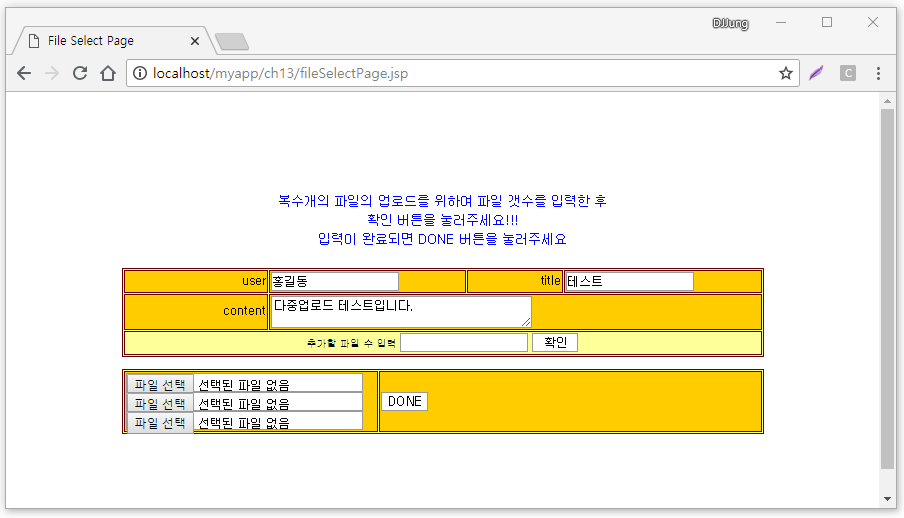 DJJung
File Select Page
localhost/myapp/ch13/fileSelectPage.jsp
C
복수개의 파일의 업로드를 위하여 파일 갯수를 입력한 후
확인 버튼을 눌러주세요!!!
입력이 완료되면 DONE 버튼을 눌러주세요
user 홍길동 title 테스트
content 다중업로드 테스트입니다.
추가할 파일 수 입력 확인
파일 선택 선택된 파일 없음
파일 선택 선택된 파일 없음 DONE
파일 선택 선택된 파일 없음